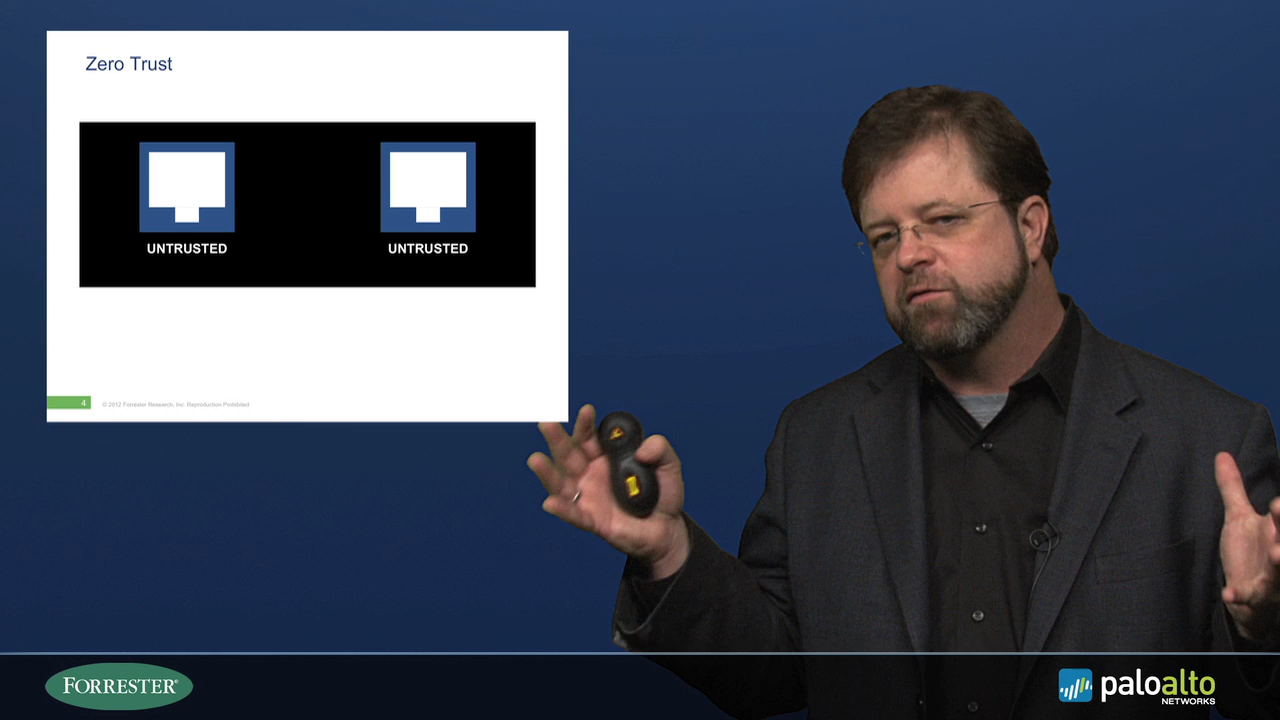 Zero Trust
UNTRUSTED
UNTRUSTED
4
© 2012 Forrester Research, Inc. Reproduction Prohibited
FORRESTER®
paloalto
NETWORKS